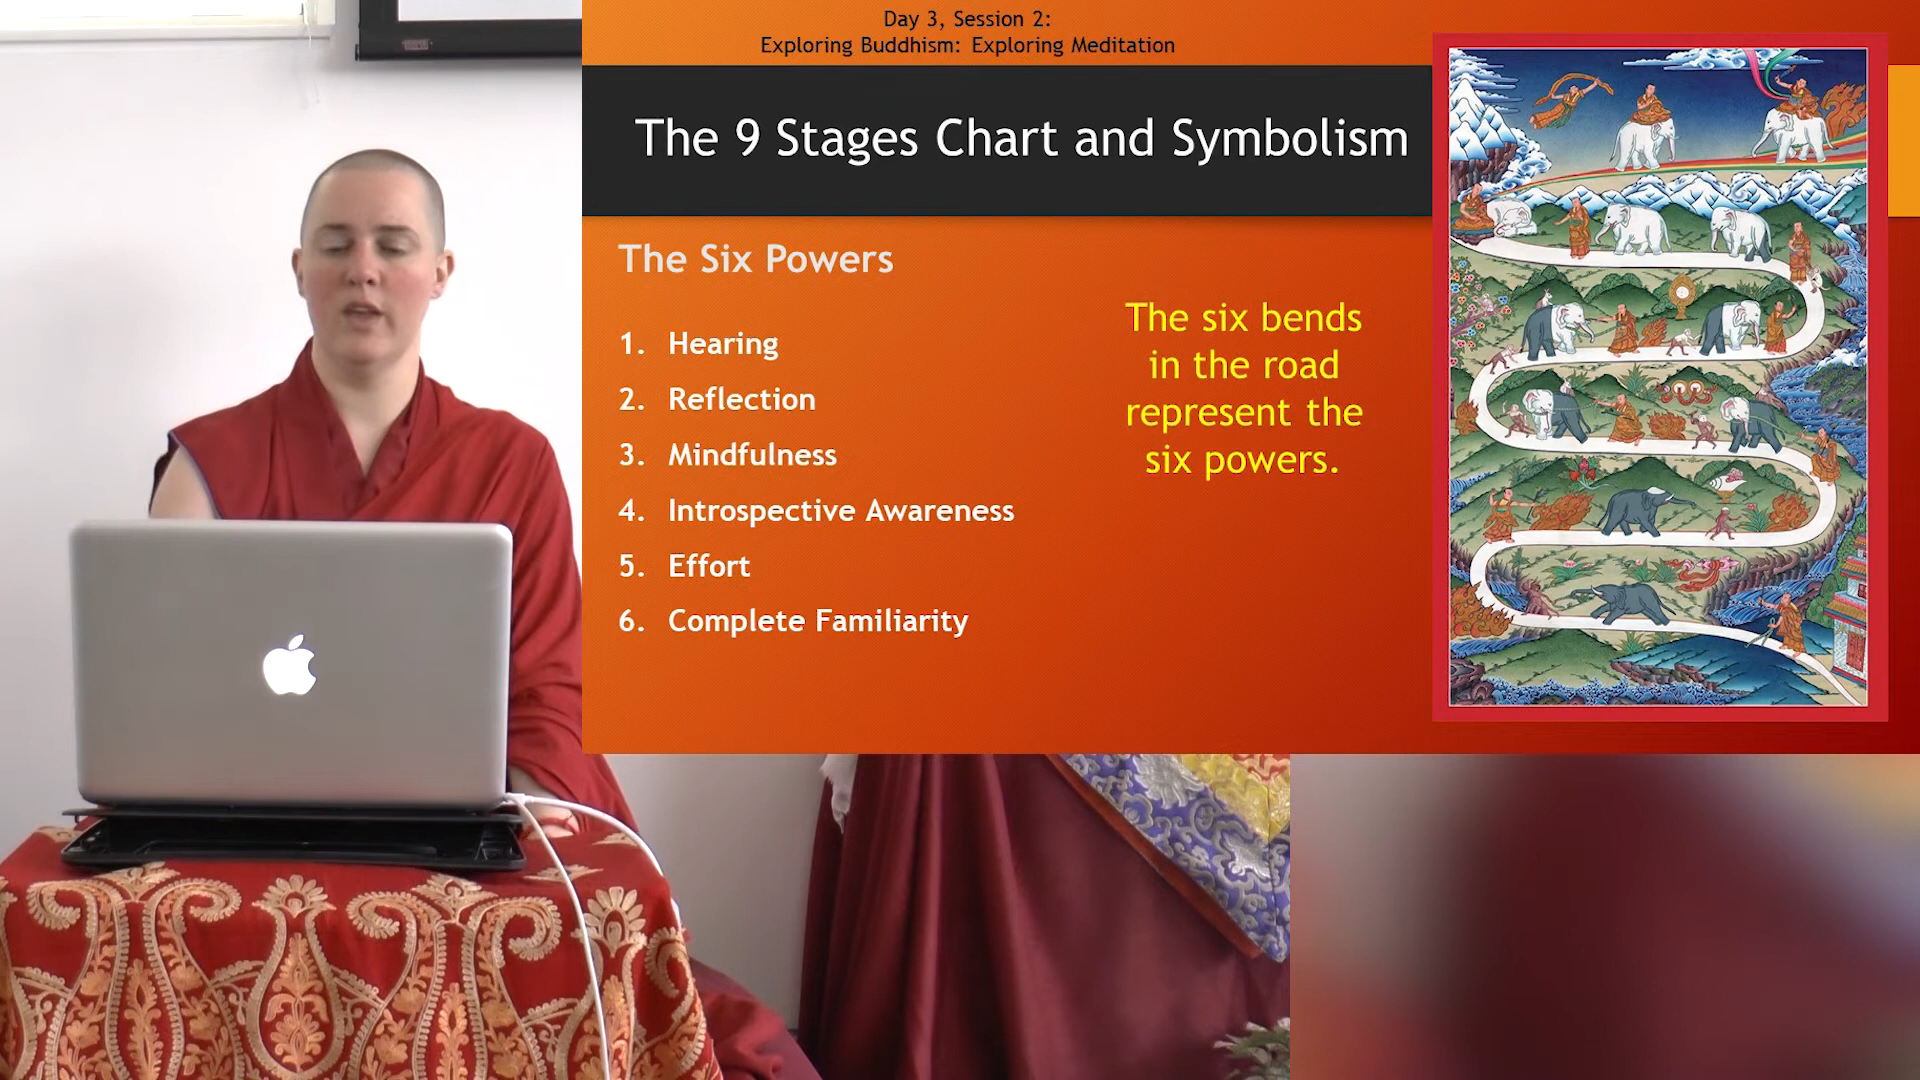 Day 3, Session 2:
Exploring Buddhism: Exploring Meditation
The 9 Stages Chart and Symbolism
The Six Powers
1. Hearing
2. Reflection
3. Mindfulness
4. Introspective Awareness
5. Effort
6. Complete Familiarity
The six bends
in the road
represent the
six powers.